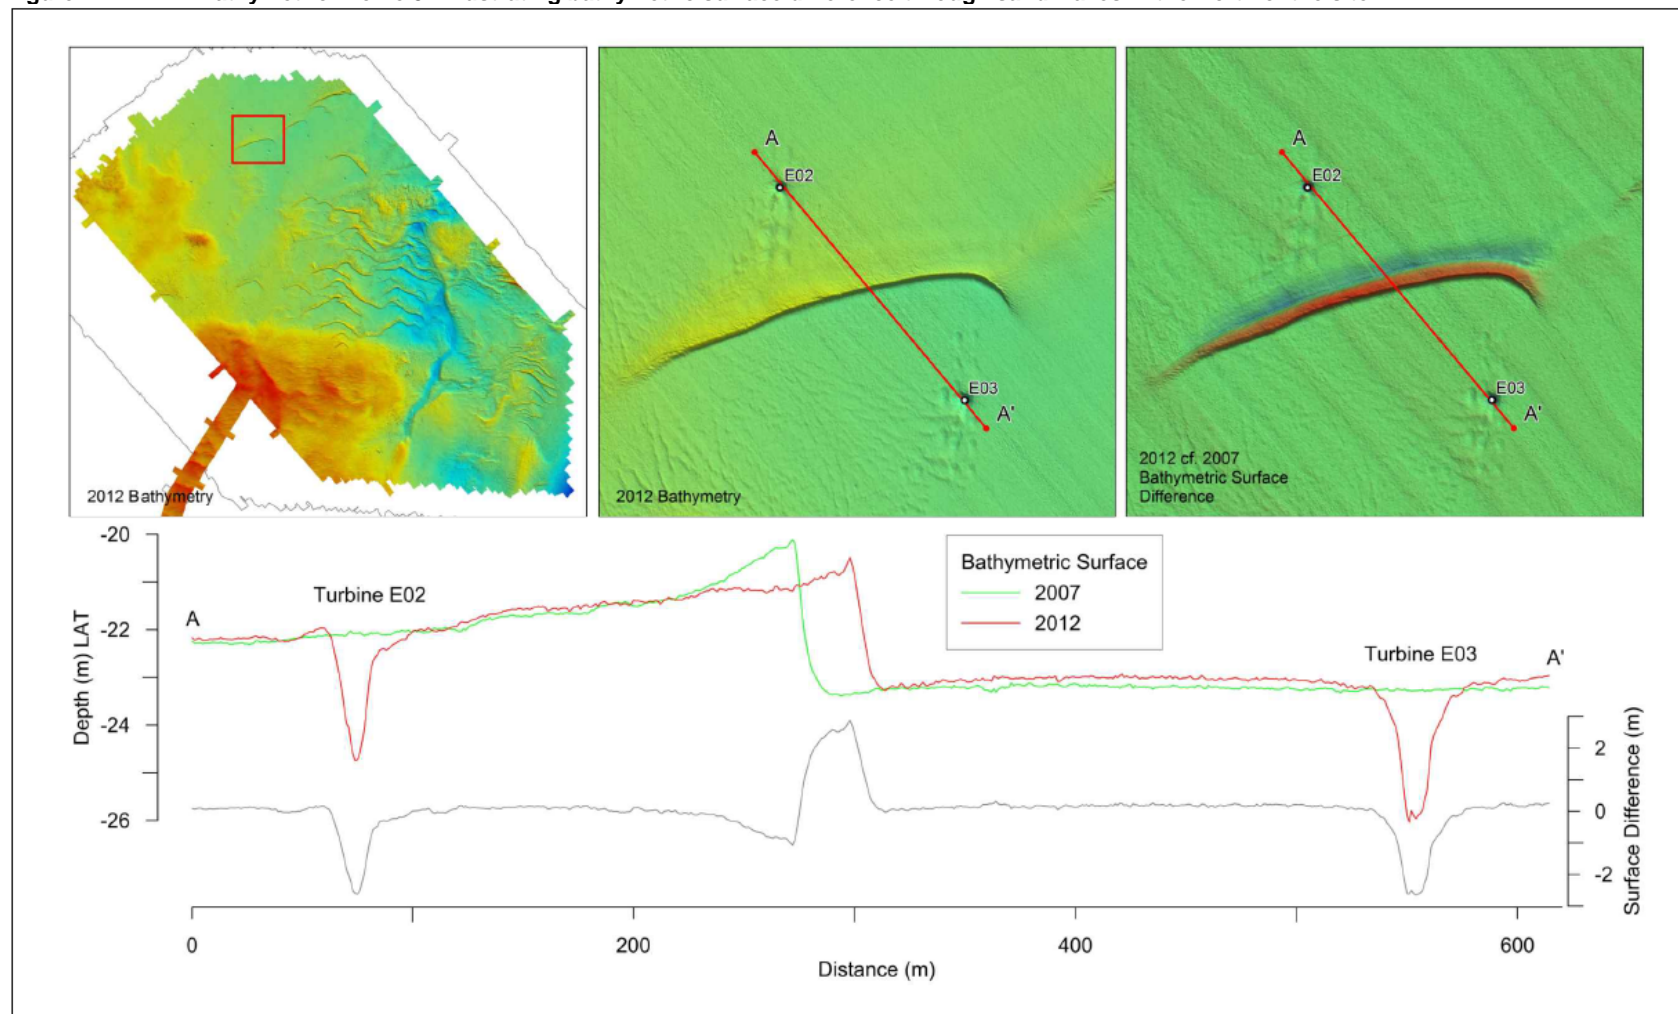 A
E02
E03
A'
2012 Bathymetry
2012 Bathymetry
A
E02
E03
A'
2012 cf. 2007
Bathymetric Surface
Difference
-20
-22
-24
-26
Depth (m) LAT
A
Turbine E02
Bathymetric Surface
2007
2012
Turbine E03
A'
2
0
-2
Surface Difference (m)
0
200
400
600
Distance (m)